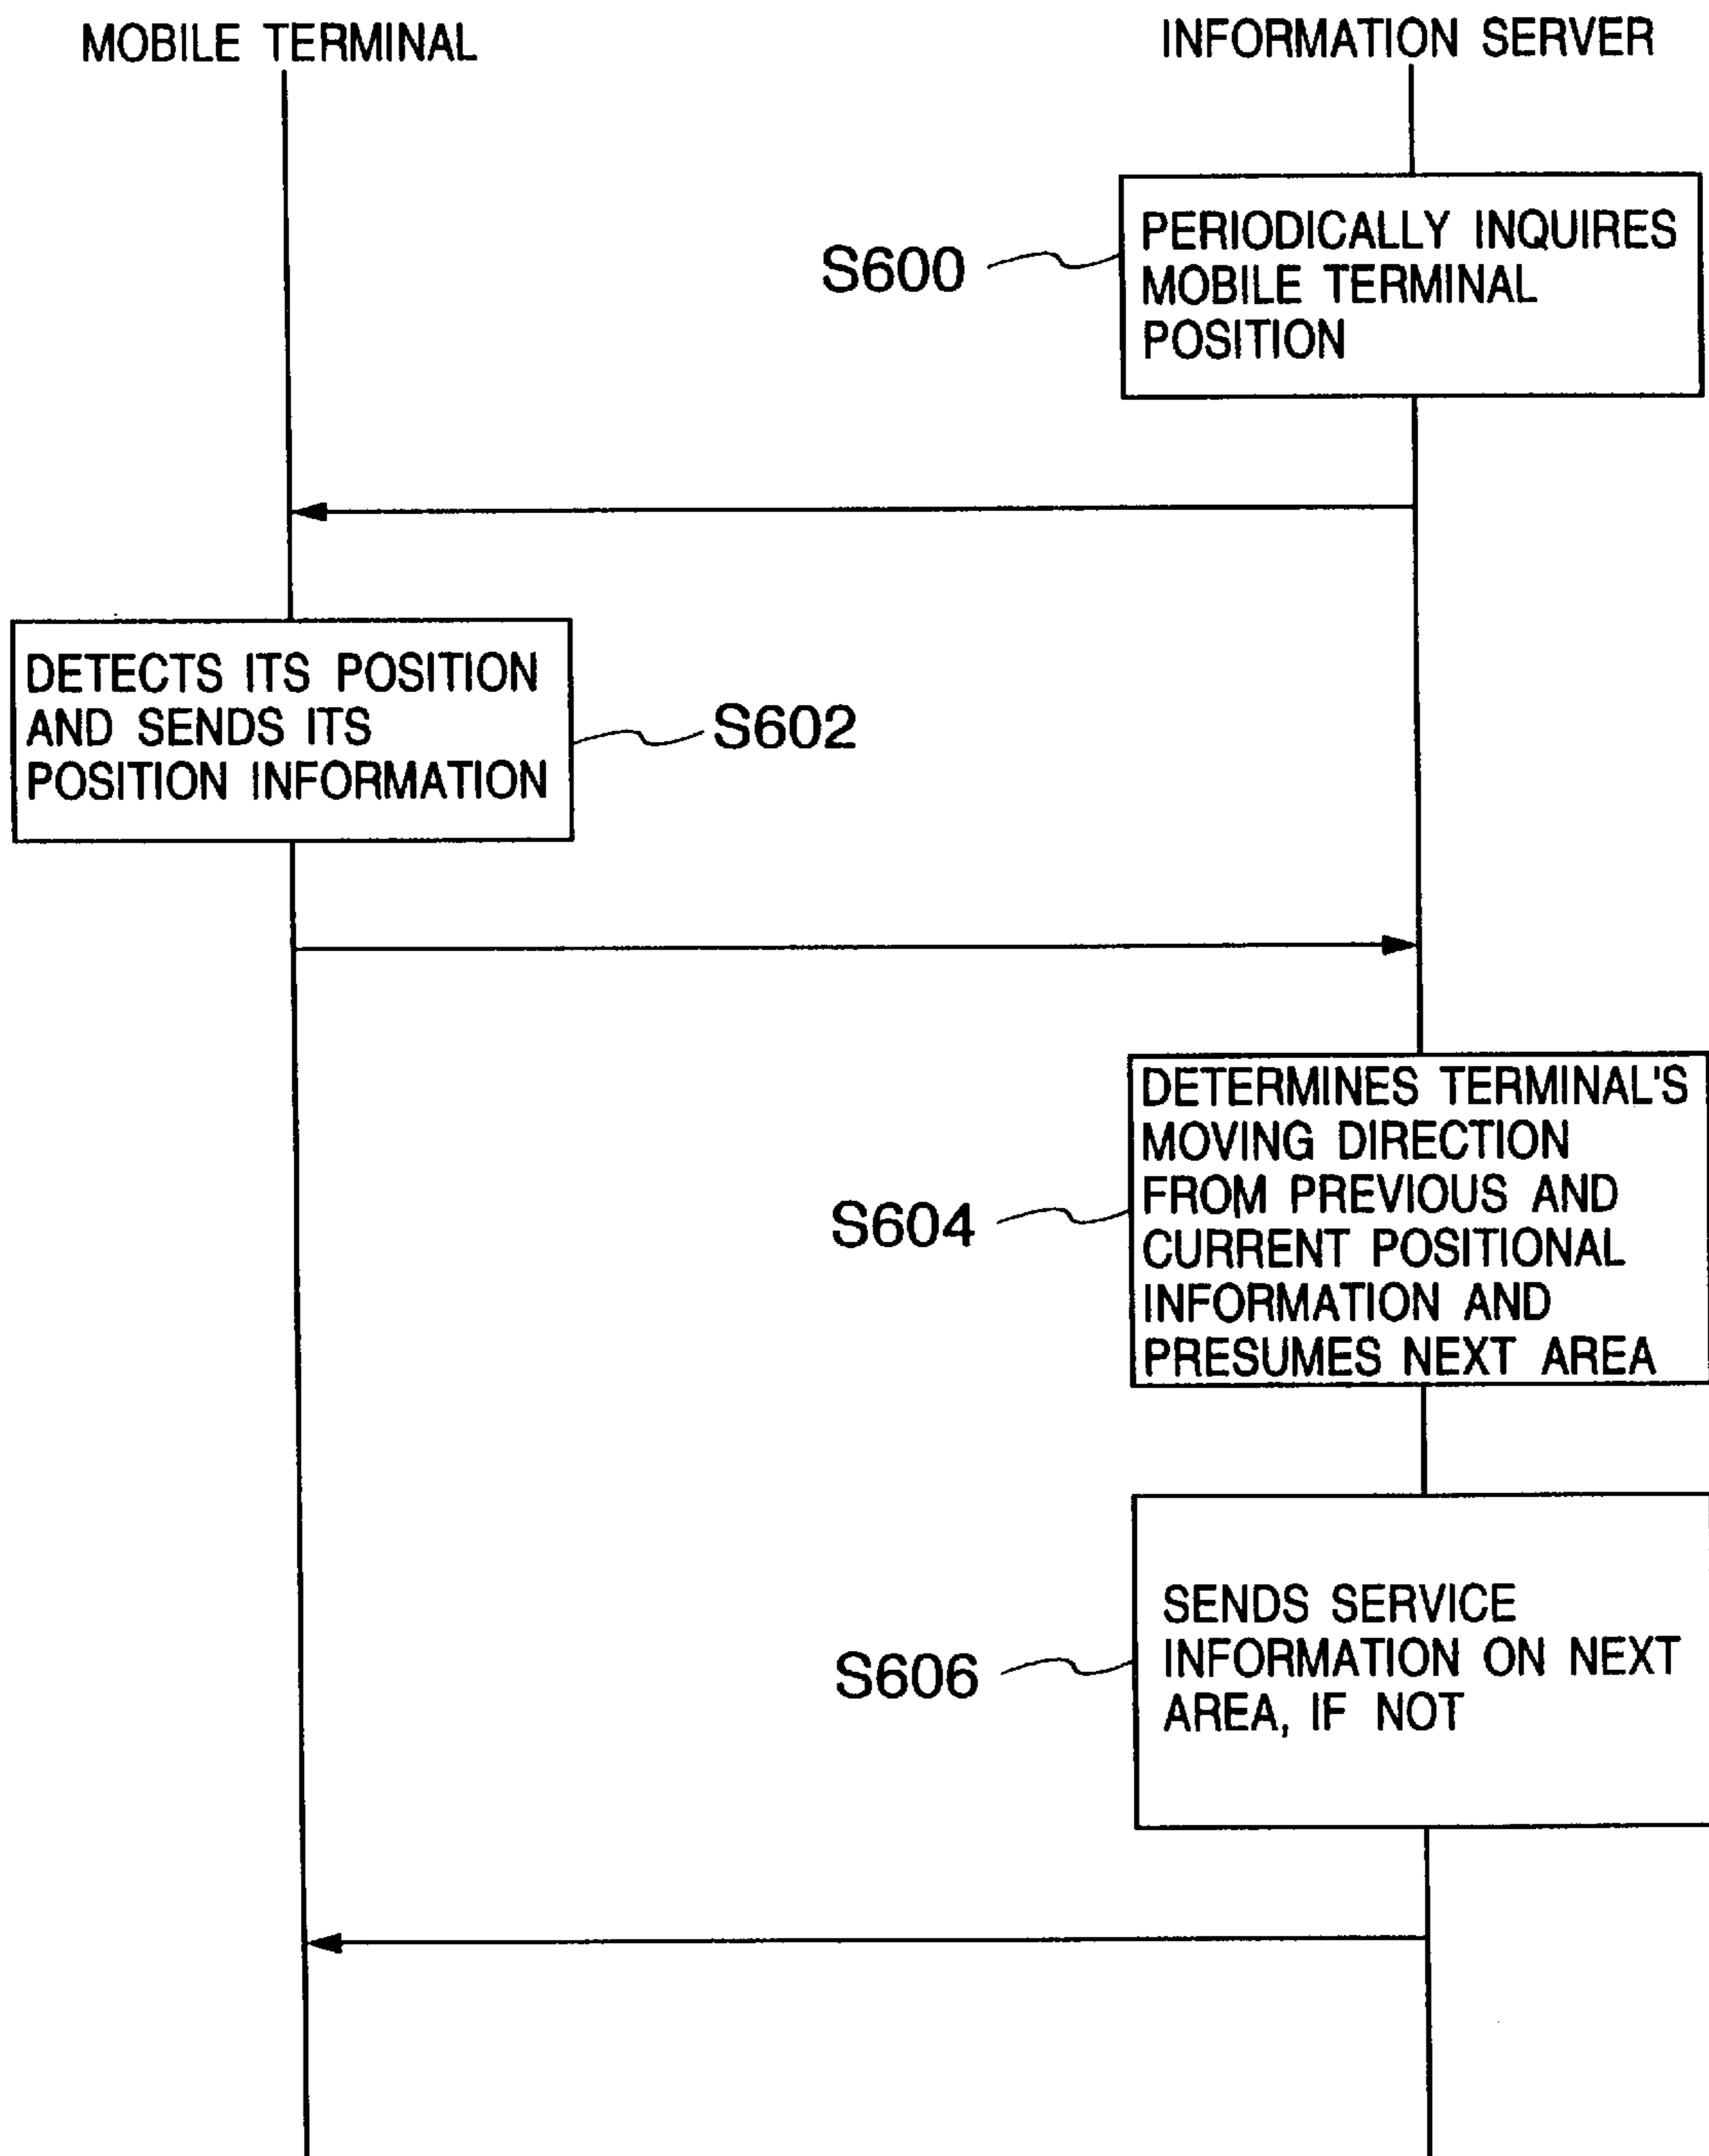 MOBILE TERMINAL
INFORMATION SERVER
S600
PERIODICALLY INQUIRES
MOBILE TERMINAL
POSITION
DETECTS ITS POSITION
AND SENDS ITS
POSITION INFORMATION
S602
S604
DETERMINES TERMINAL'S
MOVING DIRECTION
FROM PREVIOUS AND
CURRENT POSITIONAL
INFORMATION AND
PRESUMES NEXT AREA
S606
SENDS SERVICE
INFORMATION ON NEXT
AREA, IF NOT